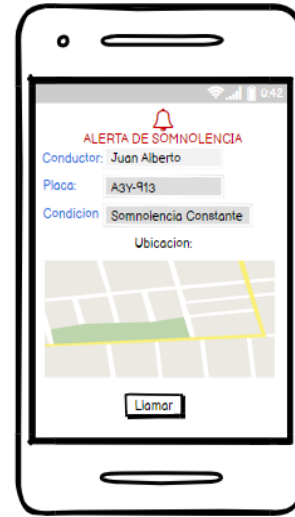 0:42
ALERTA DE SOMNOLENCIA
Conductor: Juan Alberto
Placa: A3Y-913
Condicion Somnolencia Constante
Ubicacion:
Llamar